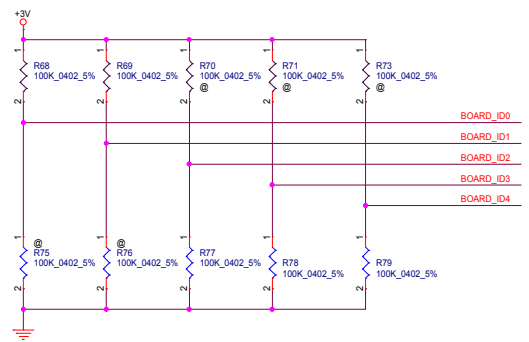 +3V
1 1 1 1 1
R68 R69 R70 R71 R73
100K_0402_5% 100K_0402_5% 100K_0402_5% 100K_0402_5% 100K_0402_5%
@ @ @
2 2 2 2 2
BOARD_ID0
BOARD_ID1
BOARD_ID2
BOARD_ID3
BOARD_ID4
@ @
1 1 1 1 1
R75 R76 R77 R78 R79
100K_0402_5% 100K_0402_5% 100K_0402_5% 100K_0402_5% 100K_0402_5%
2 2 2 2 2